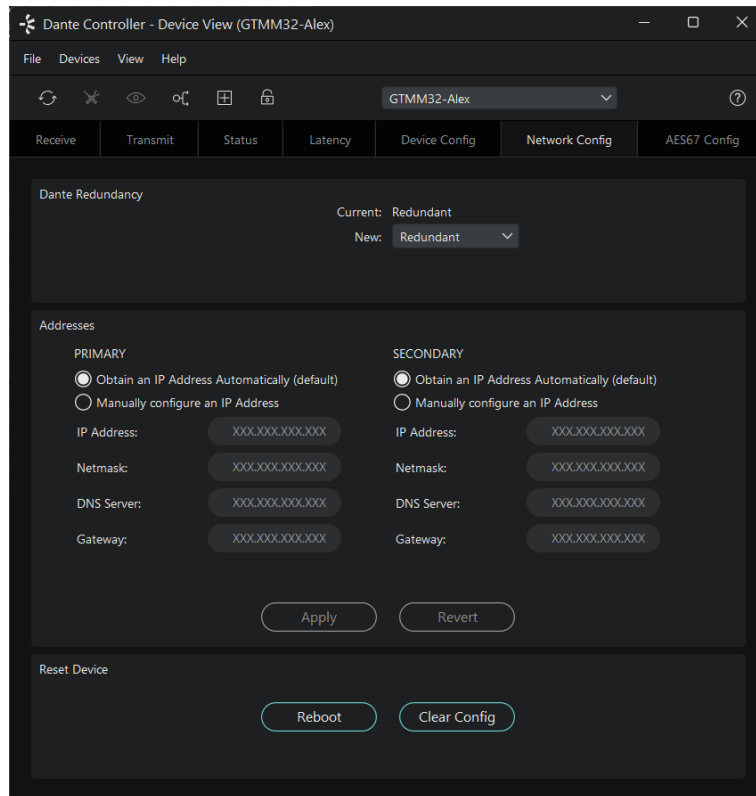 Dante Controller - Device View (GTMM32-Alex)
File Devices View Help
GTMM32-Alex
Receive Transmit Status Latency Device Config Network Config AES67 Config
Dante Redundancy
Current: Redundant
New: Redundant
Addresses
PRIMARY SECONDARY
Obtain an IP Address Automatically (default) Obtain an IP Address Automatically (default)
Manually configure an IP Address Manually configure an IP Address
IP Address: XXX.XXX.XXX.XXX IP Address: XXX.XXX.XXX.XXX
Netmask: XXX.XXX.XXX.XXX Netmask: XXX.XXX.XXX.XXX
DNS Server: XXX.XXX.XXX.XXX DNS Server: XXX.XXX.XXX.XXX
Gateway: XXX.XXX.XXX.XXX Gateway: XXX.XXX.XXX.XXX
Apply Revert
Reset Device
Reboot Clear Config